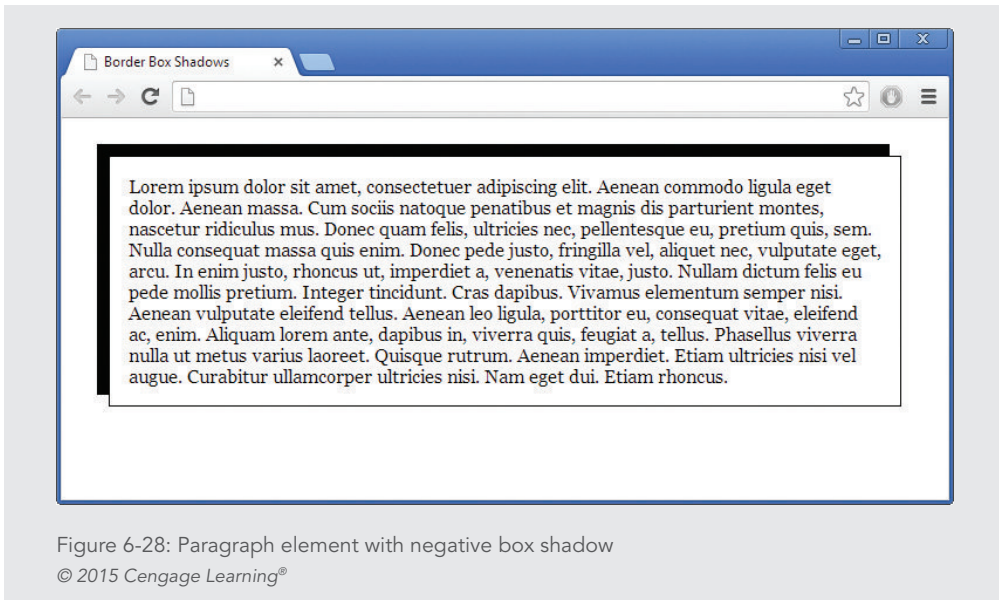 Border Box Shadows
Lorem ipsum dolor sit amet, consectetuer adipiscing elit. Aenean commodo ligula eget
dolor. Aenean massa. Cum sociis natoque penatibus et magnis dis parturient montes,
nascetur ridiculus mus. Donec quam felis, ultricies nec, pellentesque eu, pretium quis, sem.
Nulla consequat massa quis enim. Donec pede justo, fringilla vel, aliquet nec, vulputate eget,
arcu. In enim justo, rhoncus ut, imperdiet a, venenatis vitae, justo. Nullam dictum felis eu
pede mollis pretium. Integer tincidunt. Cras dapibus. Vivamus elementum semper nisi.
Aenean vulputate eleifend tellus. Aenean leo ligula, porttitor eu, consequat vitae, eleifend
ac, enim. Aliquam lorem ante, dapibus in, viverra quis, feugiat a, tellus. Phasellus viverra
nulla ut metus varius laoreet. Quisque rutrum. Aenean imperdiet. Etiam ultricies nisi vel
augue. Curabitur ullamcorper ultricies nisi. Nam eget dui. Etiam rhoncus.
Figure 6-28: Paragraph element with negative box shadow
© 2015 Cengage Learning®